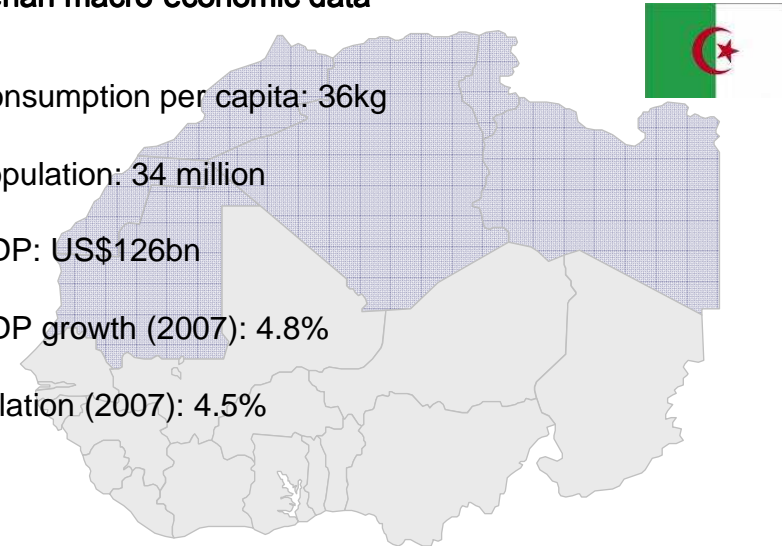 erian macro-economic data
onsumption per capita: 36kg
opulation: 34 million
DP: US$126bn
DP growth (2007): 4.8%
flation (2007): 4.5%